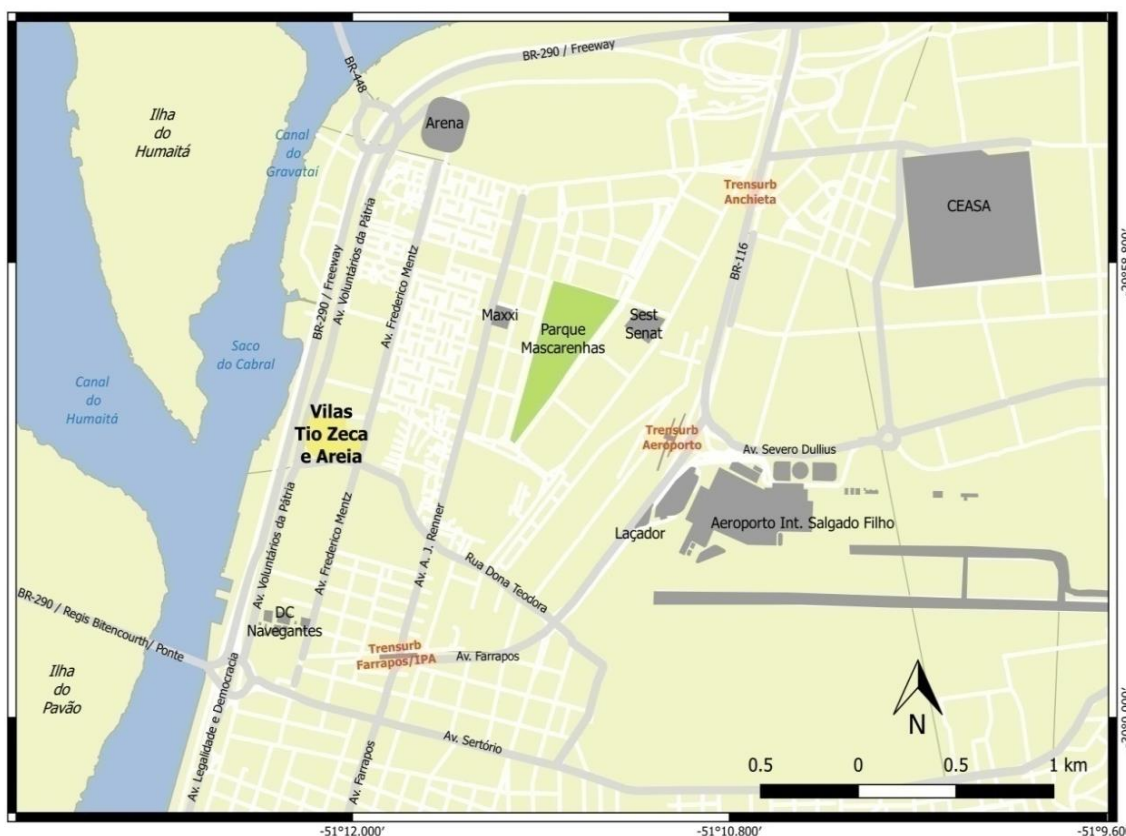 BR-290 / Freeway
BR-448
Ilha
do
Humaitá
Canal
do
Gravataí
Arena
Trensurb
Anchieta
CEASA
Av. Voluntários da Pátria
BR-290 / Freeway
Av. Frederico Mentz
BR-116
Maxxi
Parque
Mascarenhas
Sest
Senat
Saco
do Cabral
Canal
do
Humaitá
Vilas
Tio Zeca
e Areia
Trensurb
Aeroporto
Av. Severo Dullius
Laçador
Aeroporto Int. Salgado Filho
Av. Voluntários da Pátria
Av. Frederico Mentz
Av. A. J. Renner
Rua Dona Teodora
BR-290 / Regis Bitencourth/ Ponte
DC
Navegantes
Trensurb
Farrapos/1PA
Av. Farrapos
Ilha
do
Pavão
Av. Legalidade e Democracia
Av. Farrapos
Av. Sertório
N
0.5 0 0.5 1 km
-51°12.000′ -51°10.800′